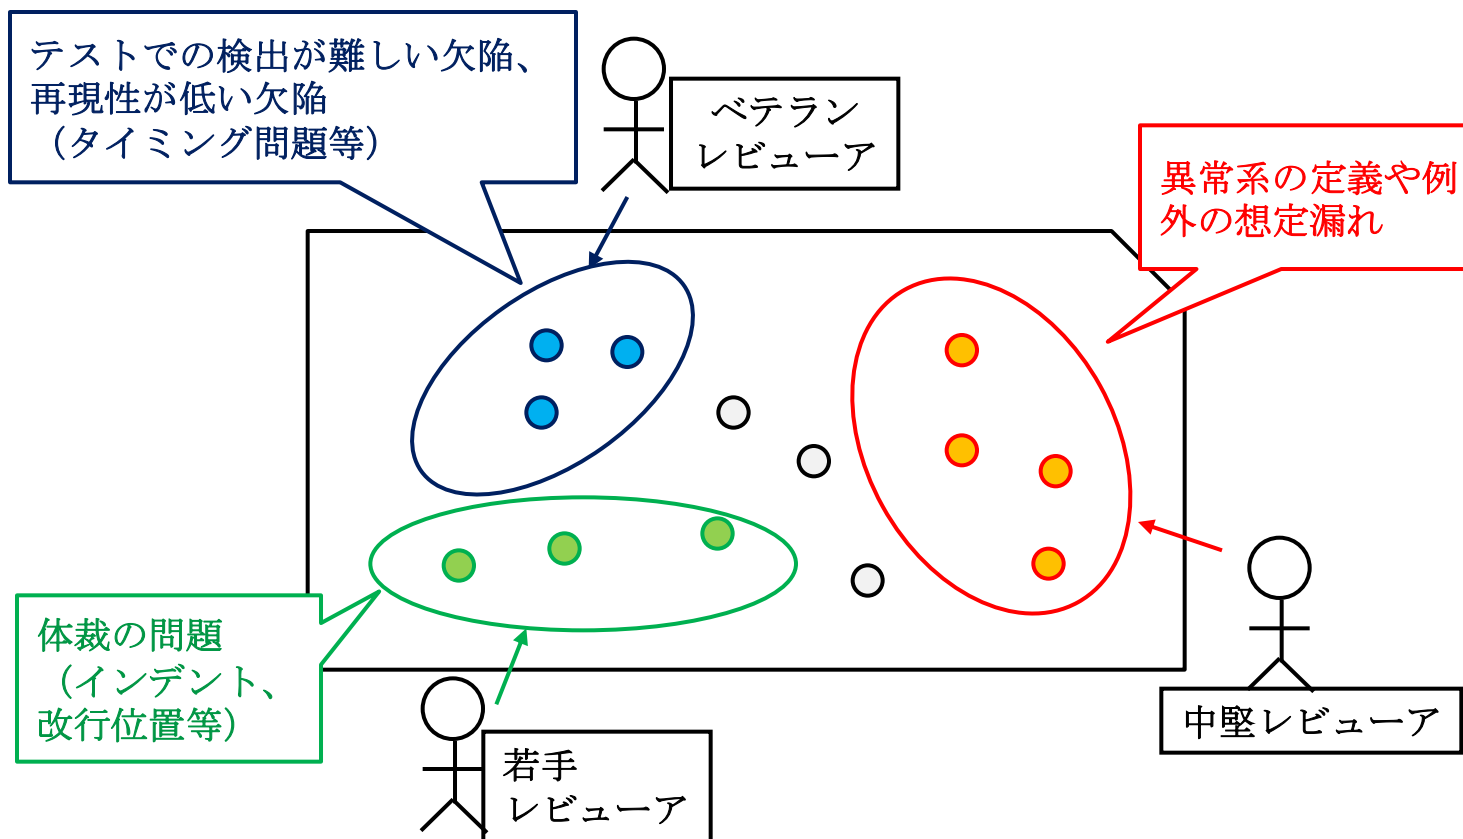 テストでの検出が難しい欠陥、
再現性が低い欠陥
（タイミング問題等）
ベテラン
レビューア
異常系の定義や例
外の想定漏れ
体裁の問題
（インデント、
改行位置等）
若手
レビューア
中堅レビューア